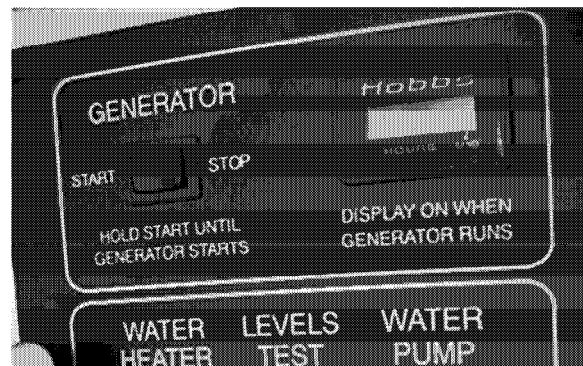 GENERATOR
Hobbs
HOURS
START
STOP
HOLD START UNTIL
GENERATOR STARTS
DISPLAY ON WHEN
GENERATOR RUNS
WATER
HEATER
LEVELS
TEST
WATER
PUMP